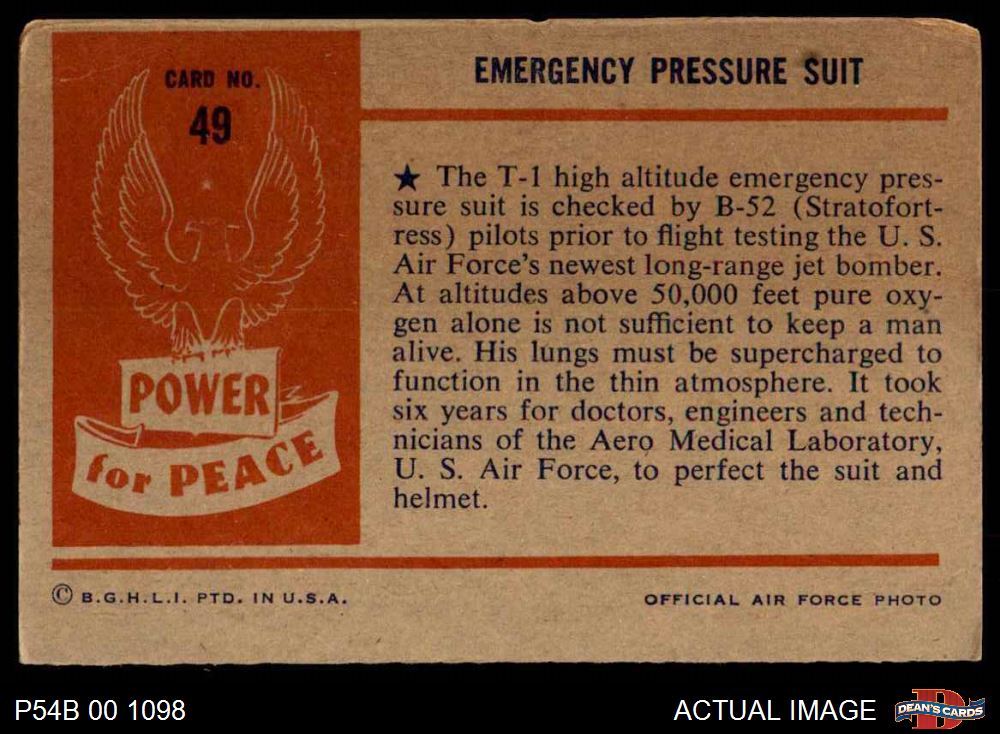 CARD NO.
49
POWER
for PEACE
EMERGENCY PRESSURE SUIT
★ The T-1 high altitude emergency pres-
sure suit is checked by B-52 (Stratofort-
ress) pilots prior to flight testing the U. S.
Air Force's newest long-range jet bomber.
At altitudes above 50,000 feet pure oxy-
gen alone is not sufficient to keep a man
alive. His lungs must be supercharged to
function in the thin atmosphere. It took
six years for doctors, engineers and tech-
nicians of the Aero Medical Laboratory,
U. S. Air Force, to perfect the suit and
helmet.
© B.G.H.L.I. PTD. IN U.S.A.
OFFICIAL AIR FORCE PHOTO
P54B 00 1098
ACTUAL IMAGE
DEAN'S CARDS